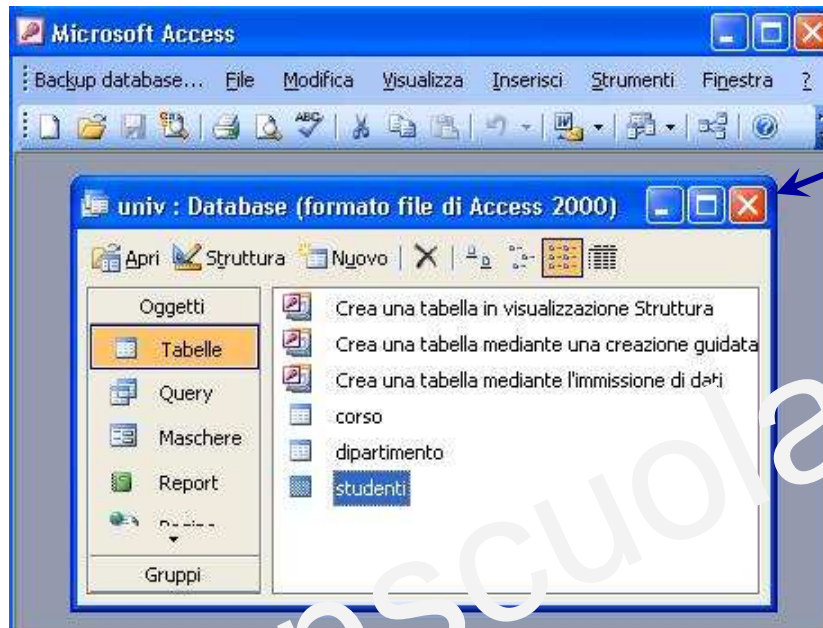 Microsoft Access
Backup database... File Modifica Visualizza Inserisci Strumenti Finestra ?
univ : Database (formato file di Access 2000)
Apri Struttura Nuovo
Oggetti
Tabelle
Query
Maschere
Report
Gruppi
Crea una tabella in visualizzazione Struttura
Crea una tabella mediante una creazione guidata
Crea una tabella mediante l'immissione di dati
corso
dipartimento
studenti